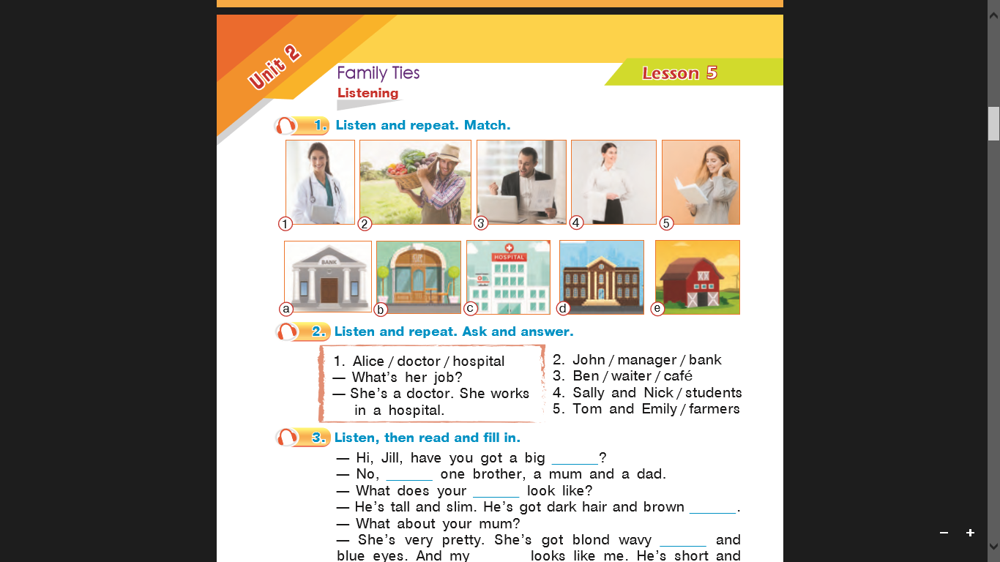 Unit 2
Family Ties
Lesson 5
Listening
1. Listen and repeat. Match.
1
2
3
4
5
BANK
HOSPITAL
a
b
c
d
e
2. Listen and repeat. Ask and answer.
1. Alice / doctor / hospital
— What's her job?
— She's a doctor. She works
in a hospital.
2. John / manager / bank
3. Ben / waiter / café
4. Sally and Nick / students
5. Tom and Emily / farmers
3. Listen, then read and fill in.
— Hi, Jill, have you got a big ______?
— No, ______ one brother, a mum and a dad.
— What does your ______ look like?
— He's tall and slim. He's got dark hair and brown ______.
— What about your mum?
— She's very pretty. She's got blond wavy ______ and
blue eyes. And my ______ looks like me. He's short and